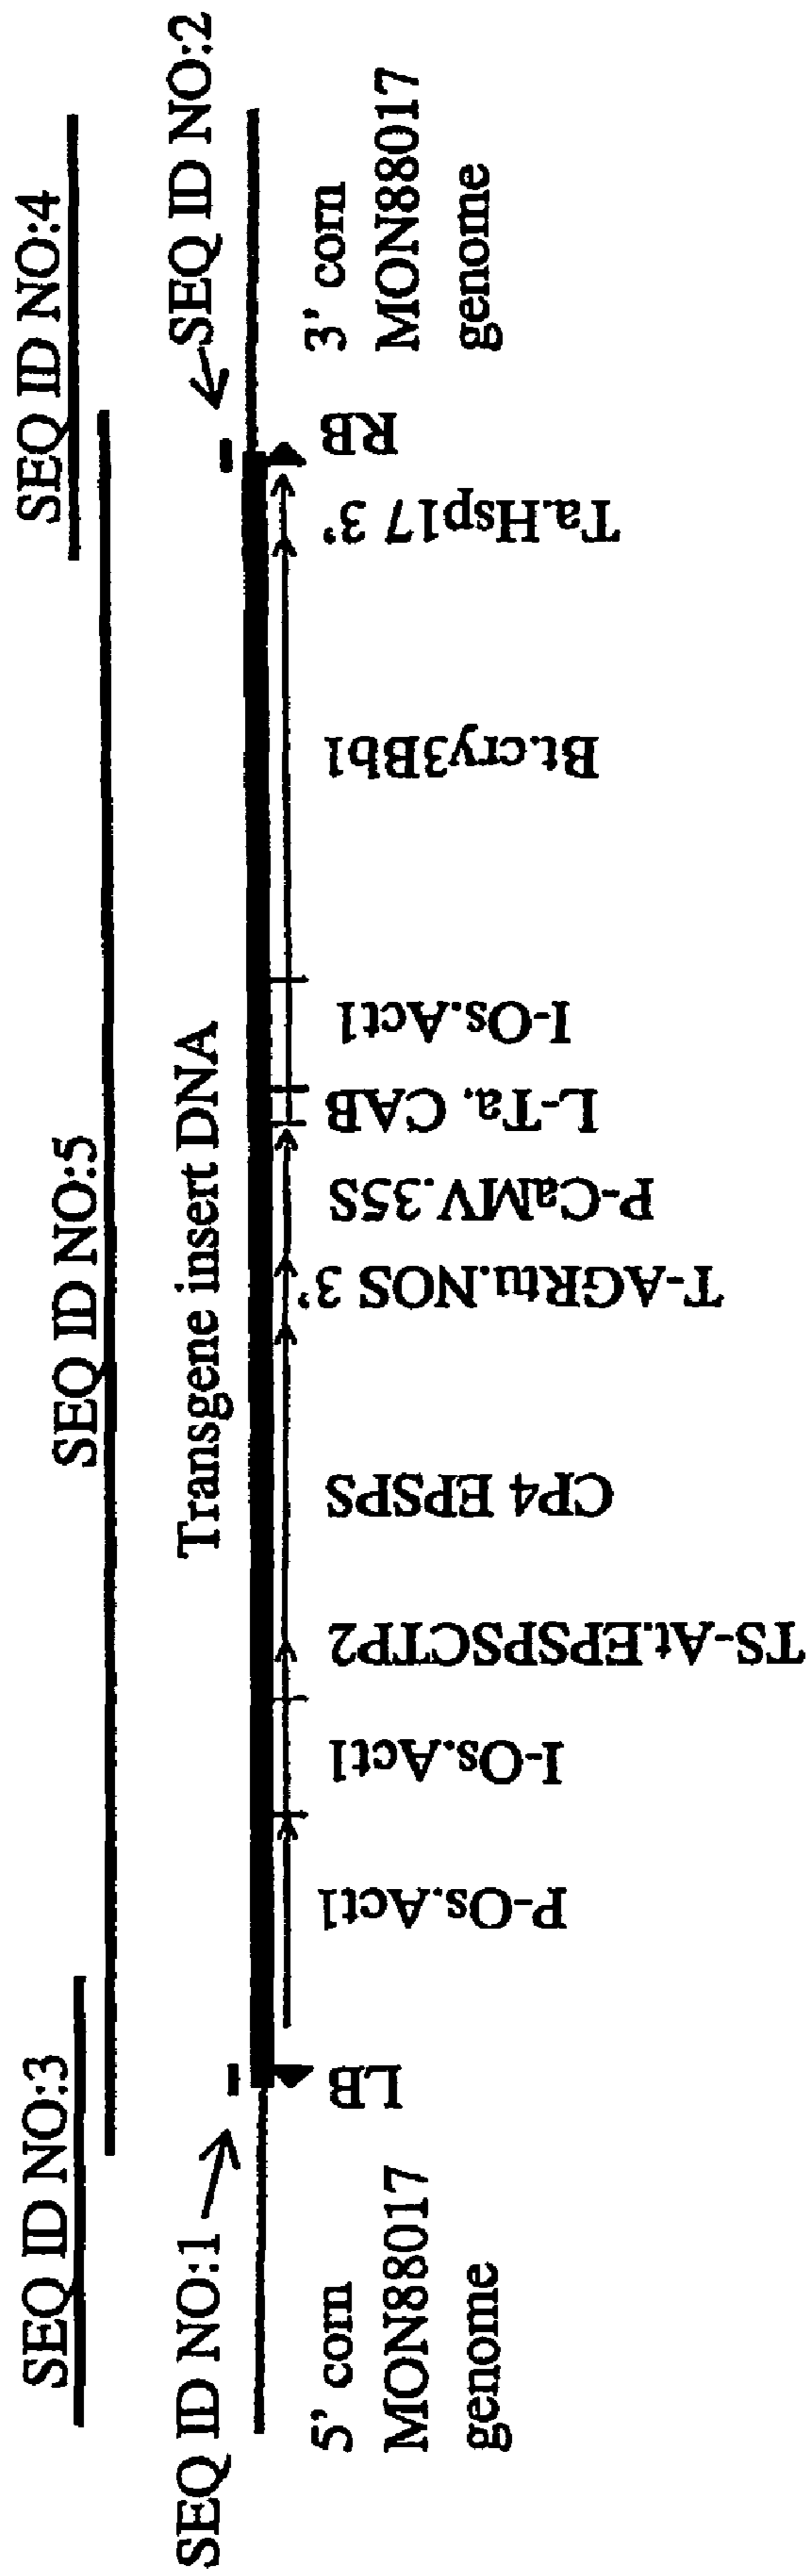 SEQ ID NO:3
SEQ ID NO:5
SEQ ID NO:4
SEQ ID NO:1
Transgene insert DNA
SEQ ID NO:2
5' corn
MON88017
genome
LB
P-Os.Act1
I-Os.Act1
TS-At.EPSPSCTP2
CP4 EPSPS
T-AGRtu.NOS 3'
P-CaMV.35S
L-Ta. CAB
I-Os.Act1
Bt.cry3Bb1
Ta.Hsp17 3'
RB
3' corn
MON88017
genome